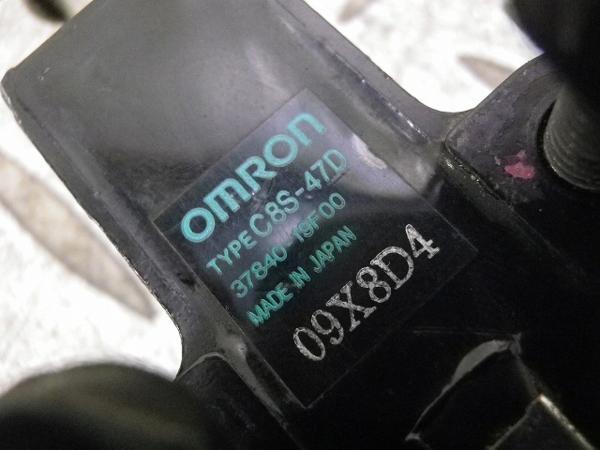 OMRON
TYPE C8S-47D
37840-19F00
MADE IN JAPAN
09X8D4